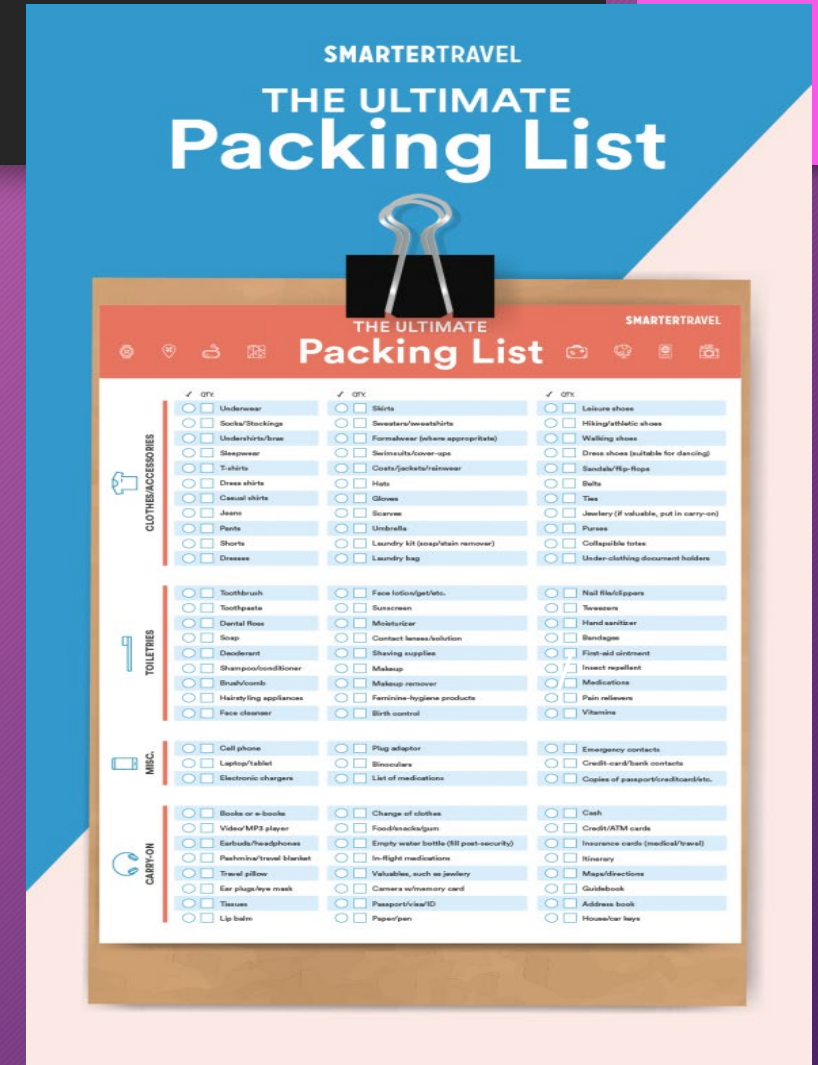 SMARTERTRAVEL
THE ULTIMATE
Packing List
THE ULTIMATE
Packing List
SMARTERTRAVEL
✓ QTY.
✓ QTY.
✓ QTY.
CLOTHES/ACCESSORIES
Underwear
Socks/Stockings
Undershirts/bras
Sleepwear
T-shirts
Dress shirts
Casual shirts
Jeans
Pants
Shorts
Dresses
Skirts
Sweaters/sweatshirts
Formalwear (where appropritate)
Swimsuits/cover-ups
Coats/jackets/rainwear
Hats
Gloves
Scarves
Umbrella
Laundry kit (soap/stain remover)
Laundry bag
Leisure shoes
Hiking/athletic shoes
Walking shoes
Dress shoes (suitable for dancing)
Sandals/flip-flops
Belts
Ties
Jewlery (if valuable, put in carry-on)
Purses
Collapsible totes
Under-clothing document holders
TOILETRIES
Toothbrush
Toothpaste
Dental floss
Soap
Deoderant
Shampoo/conditioner
Brush/comb
Hairstyling appliances
Face cleanser
Face lotion/get/etc.
Sunscreen
Moisturizer
Contact lenses/solution
Shaving supplies
Makeup
Makeup remover
Feminine-hygiene products
Birth control
Nail file/clippers
Tweezers
Hand sanitizer
Bandages
First-aid ointment
Insect repellent
Medications
Pain relievers
Vitamins
MISC.
Cell phone
Laptop/tablet
Electronic chargers
Plug adaptor
Binoculars
List of medications
Emergency contacts
Credit-card/bank contacts
Copies of passport/creditcard/etc.
CARRY-ON
Books or e-books
Video/MP3 player
Earbuds/headphones
Pashmina/travel blanket
Travel pillow
Ear plugs/eye mask
Tissues
Lip balm
Change of clothes
Food/snacks/gum
Empty water bottle (fill post-security)
In-flight medications
Valuables, such as jewlery
Camera w/memory card
Passport/visa/ID
Paper/pen
Cash
Credit/ATM cards
Insurance cards (medical/travel)
Itinerary
Maps/directions
Guidebook
Address book
House/car keys